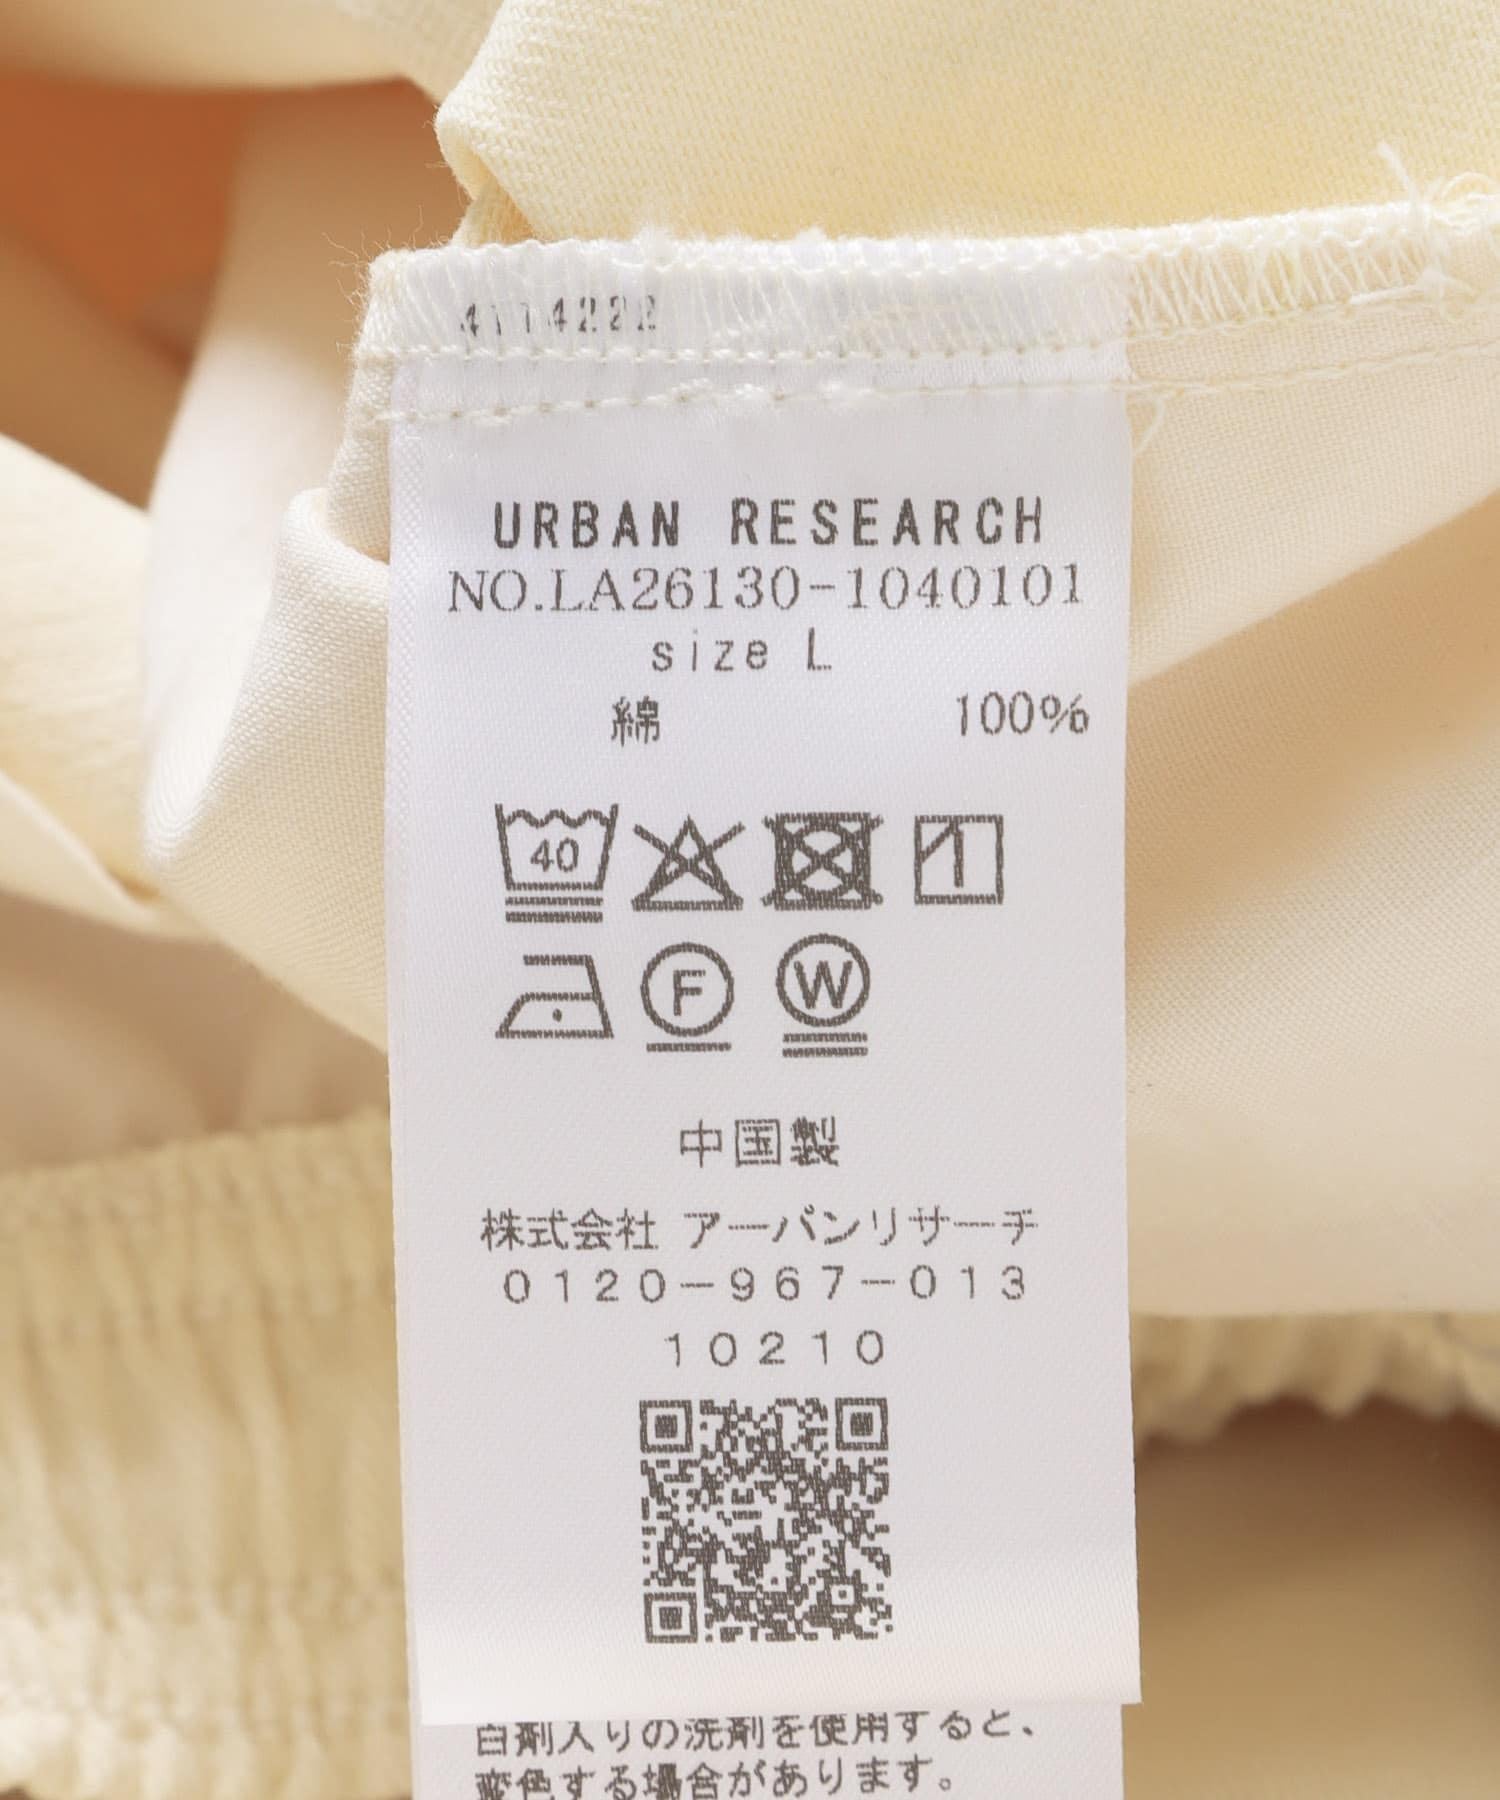 4114222
URBAN RESEARCH
NO.LA26130-1040101
size L
綿 100%
40
F
W
中国製
株式会社 アーバンリサーチ
0120-967-013
10210
白剤入りの洗剤を使用すると、
変色する場合があります。